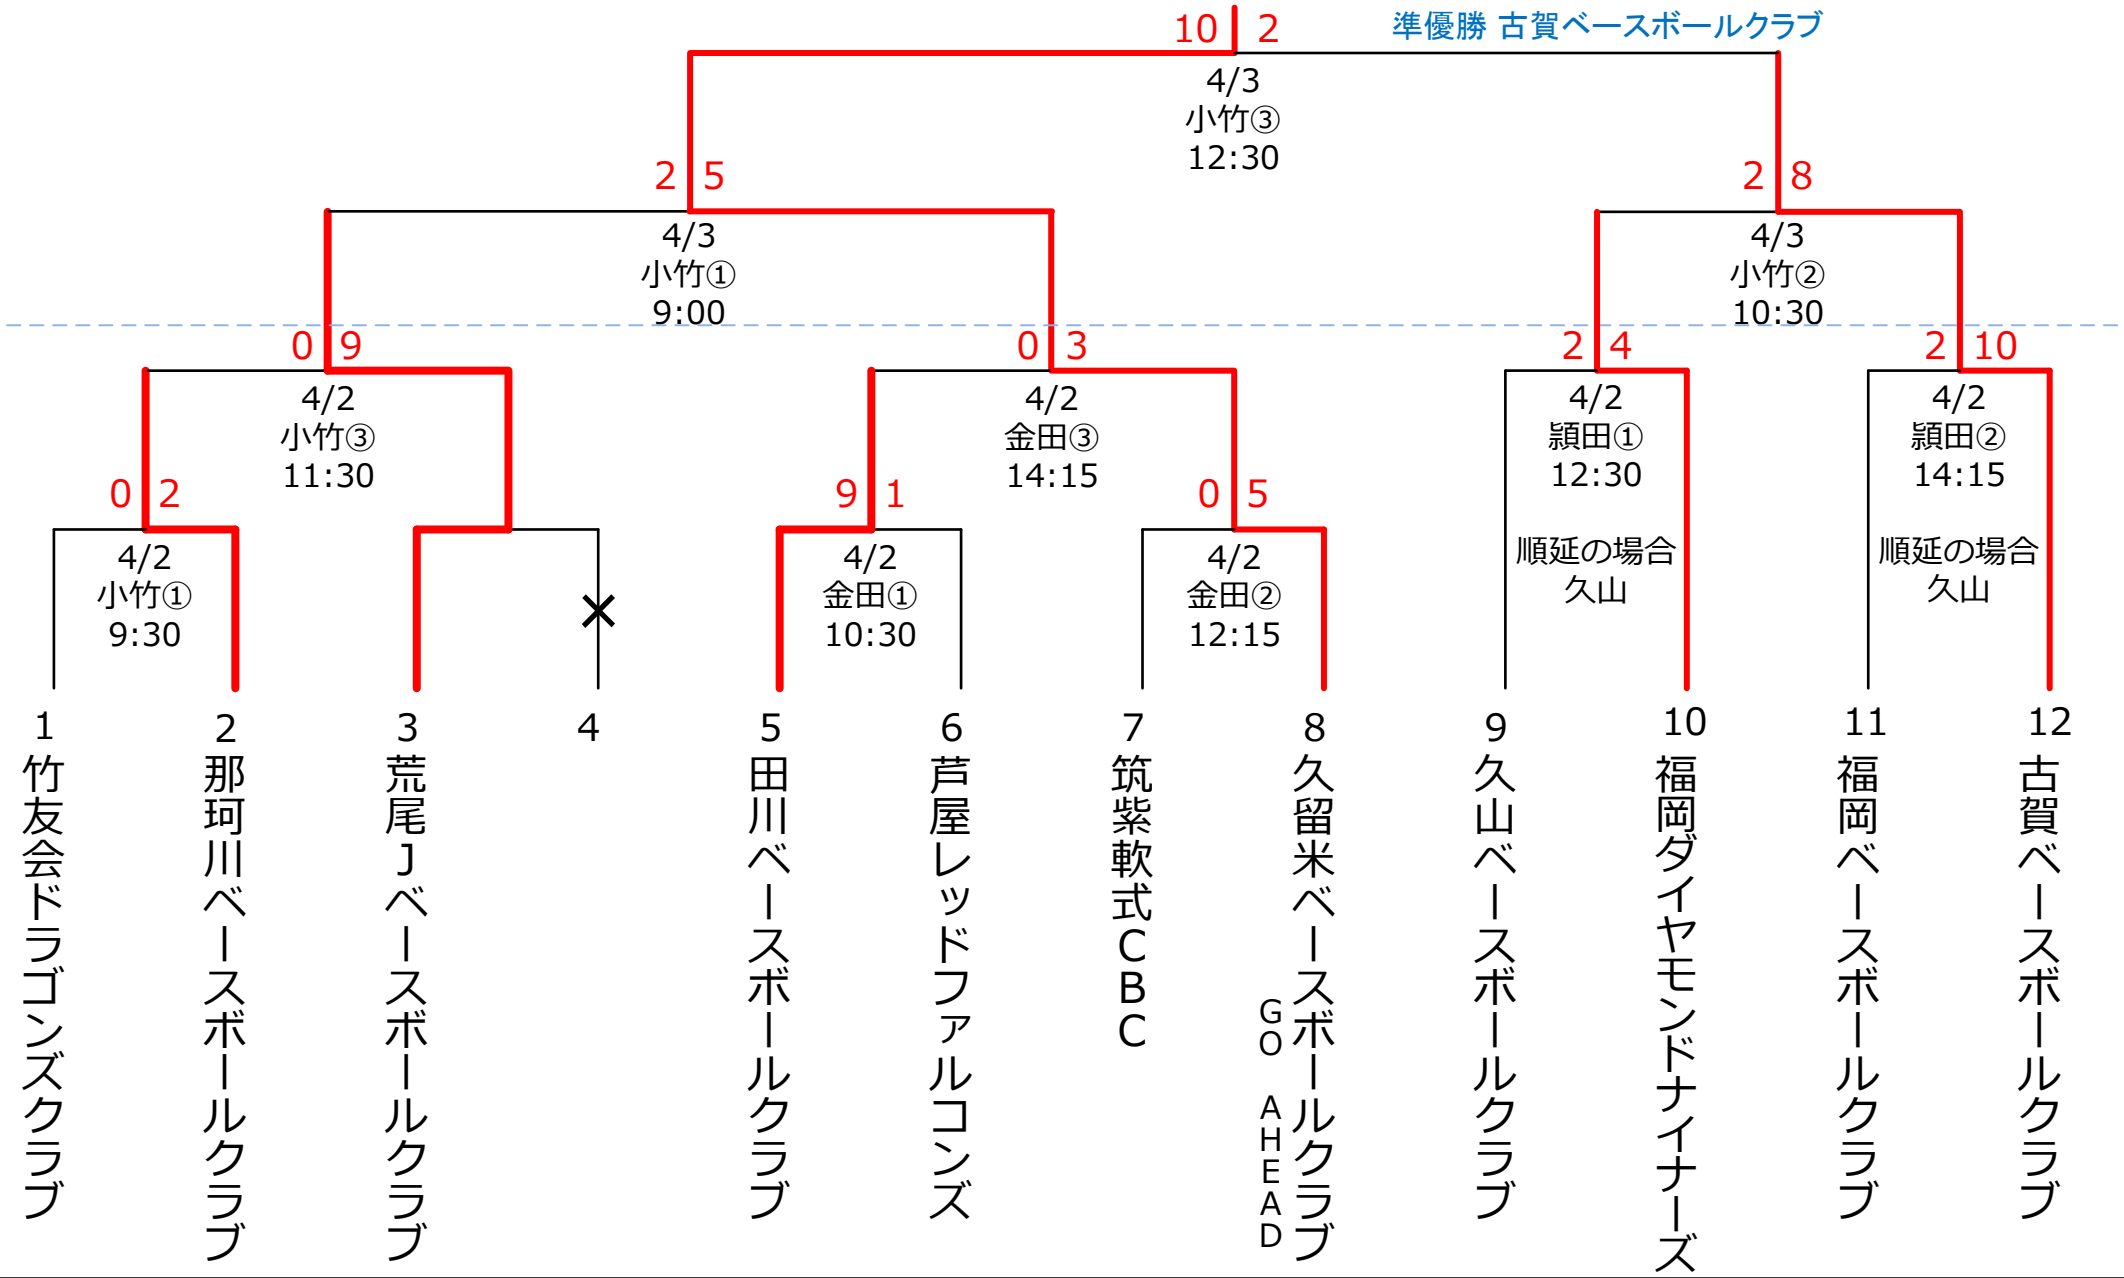 10 2
準優勝 古賀ベースボールクラブ
4/3
小竹③
12:30
2 5
4/3
小竹①
9:00
2 8
4/3
小竹②
10:30
0 9
4/2
小竹③
11:30
0 3
4/2
金田③
14:15
2 4
4/2
頴田①
12:30
順延の場合
久山
2 10
4/2
頴田②
14:15
順延の場合
久山
0 2
4/2
小竹①
9:30
9 1
4/2
金田①
10:30
0 5
4/2
金田②
12:15
1
竹友会ドラゴンズクラブ
2
那珂川ベースボールクラブ
3
荒尾Jベースボールクラブ
4
5
田川ベースボールクラブ
6
芦屋レッドファルコンズ
7
筑紫軟式CBC
8
久留米ベースボールクラブ
GO AHEAD
9
久山ベースボールクラブ
10
福岡ダイヤモンドナイナーズ
11
福岡ベースボールクラブ
12
古賀ベースボールクラブ